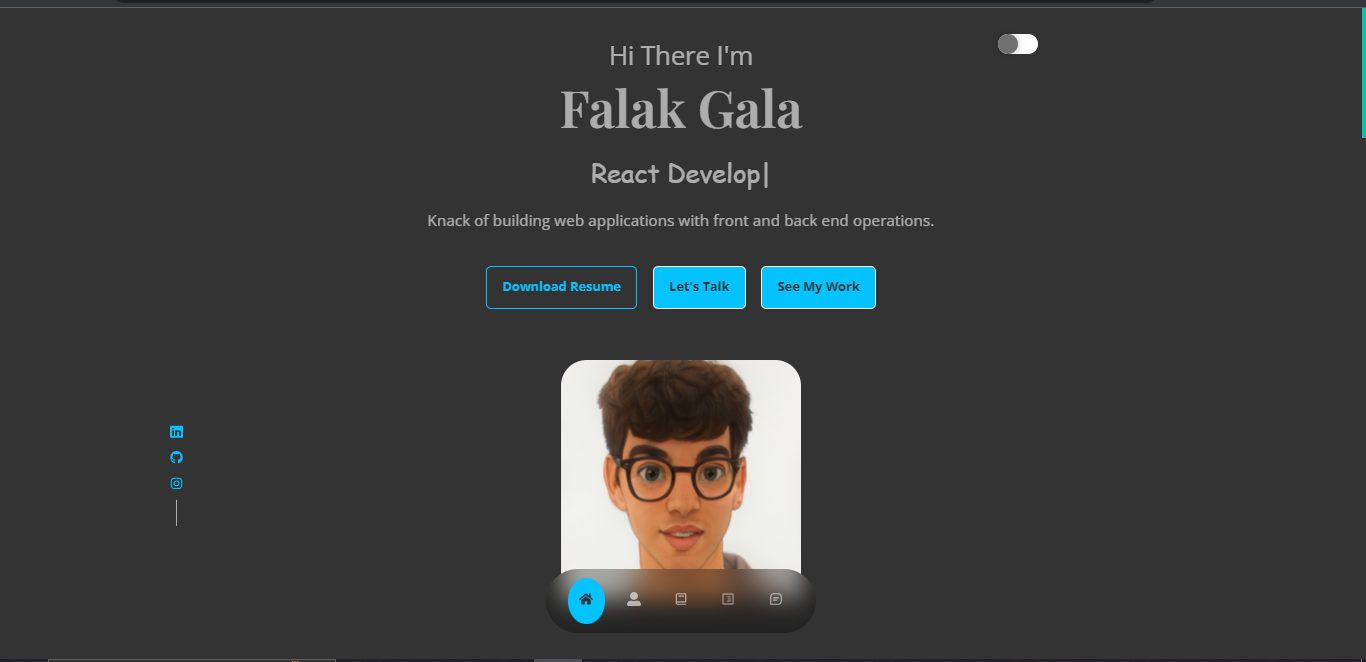 Hi There I'm
Falak Gala
React Develop|
Knack of building web applications with front and back end operations.
Download Resume Let's Talk See My Work